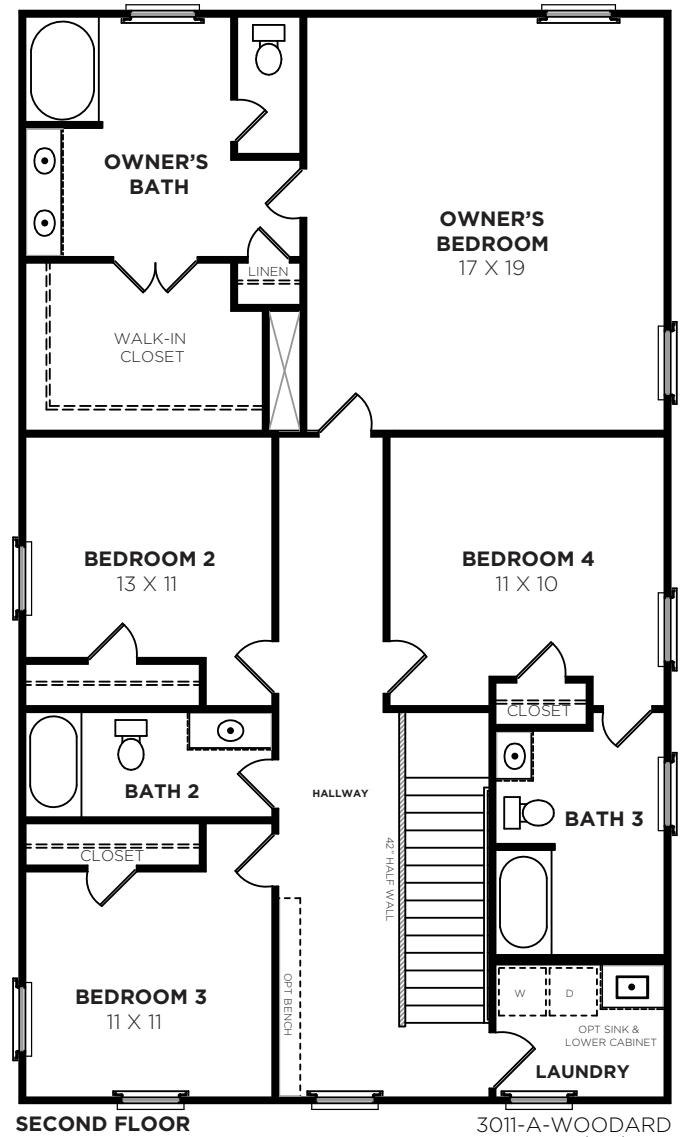 OWNER'S
BATH
OWNER'S
BEDROOM
17 X 19
LINEN
WALK-IN
CLOSET
BEDROOM 2
13 X 11
BEDROOM 4
11 X 10
CLOSET
BATH 2
HALLWAY
BATH 3
42" HALF WALL
CLOSET
BEDROOM 3
11 X 11
OPT BENCH
W
D
OPT SINK &
LOWER CABINET
LAUNDRY
SECOND FLOOR
3011-A-WOODARD